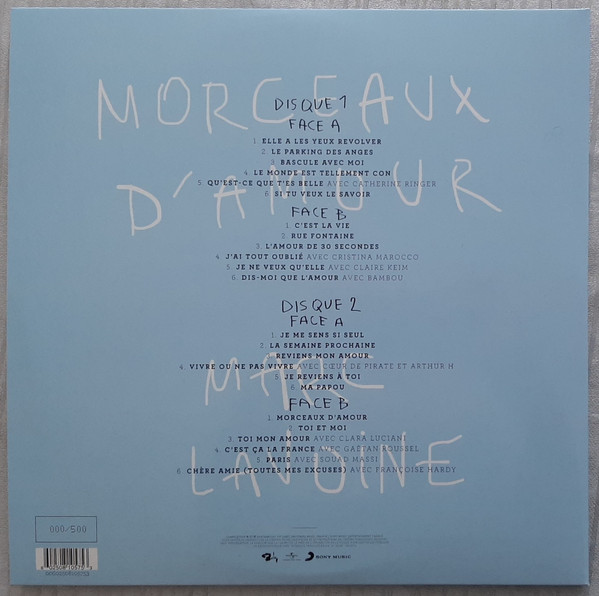 MORCEAUX
D'AMOUR
MARC
LAVOINE
DISQUE 1
FACE A
1. ELLE A LES YEUX REVOLVER
2. LE PARKING DES ANGES
3. BASCULE AVEC MOI
4. LE MONDE EST TELLEMENT CON
5. QU'EST-CE QUE T'ES BELLE AVEC CATHERINE RINGER
6. SI TU VEUX LE SAVOIR
FACE B
1. C'EST LA VIE
2. RUE FONTAINE
3. L'AMOUR DE 30 SECONDES
4. J'AI TOUT OUBLIÉ AVEC CRISTINA MAROCCO
5. JE NE VEUX QU'ELLE AVEC CLAIRE KEIM
6. DIS-MOI QUE L'AMOUR AVEC BAMBOU
DISQUE 2
FACE A
1. JE ME SENS SI SEUL
2. LA SEMAINE PROCHAINE
REVIENS MON AMOUR
4. VIVRE OU NE PAS VIVRE AVEC CŒUR DE PIRATE ET ARTHUR H
5. JE REVIENS À TOI
6. MA PAPOU
FACE B
1. MORCEAUX D'AMOUR
2. TOI ET MOI
3. TOI MON AMOUR AVEC CLARA LUCIANI
4. C'EST ÇA LA FRANCE AVEC GAËTAN ROUSSEL
5. PARIS AVEC SOUAD MASSI
6. CHÈRE AMIE (TOUTES MES EXCUSES) AVEC FRANÇOISE HARDY
000/500
SONY MUSIC